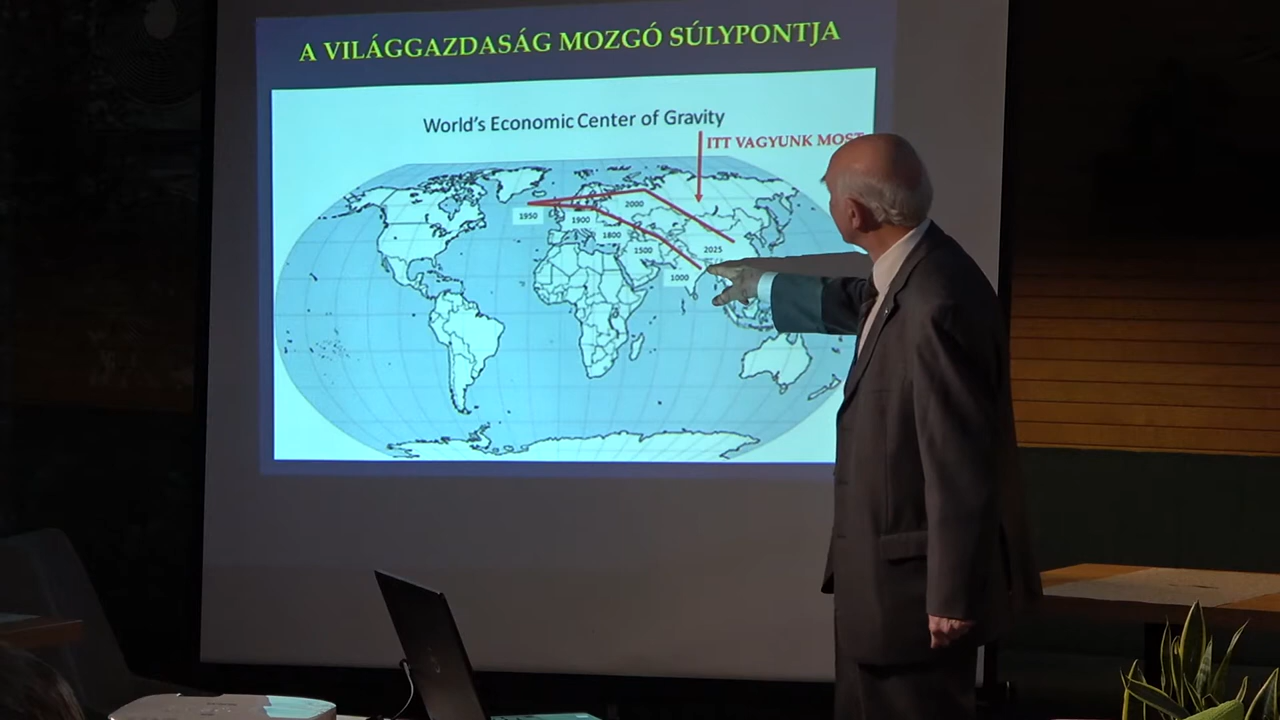 A VILÁGGAZDASÁG MOZGÓ SÚLYPONTJA
World's Economic Center of Gravity
ITT VAGYUNK MOST
2000
1950
1900
1800
1500
2025
1000